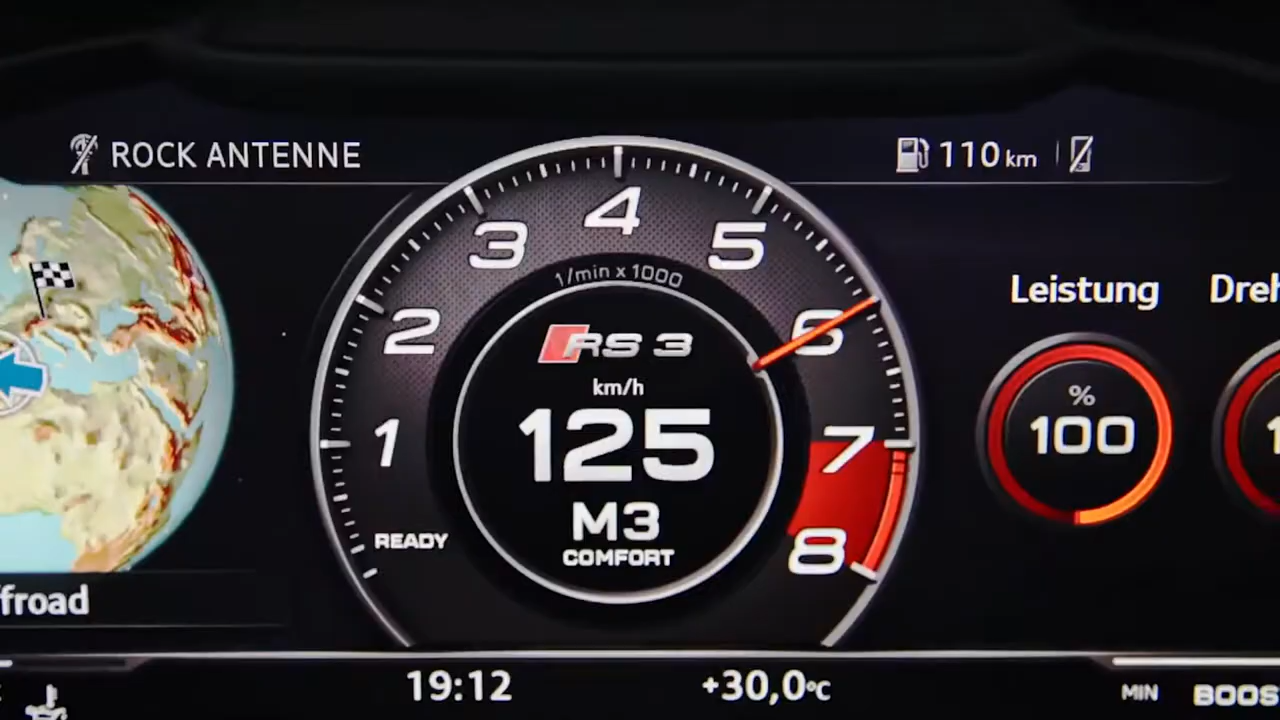 ROCK ANTENNE
110 km
1
2
3
4
5
6
7
8
1/min x 1000
RS 3
km/h
125
M3
COMFORT
READY
Leistung
%
100
froad
19:12
+30,0°C
MIN